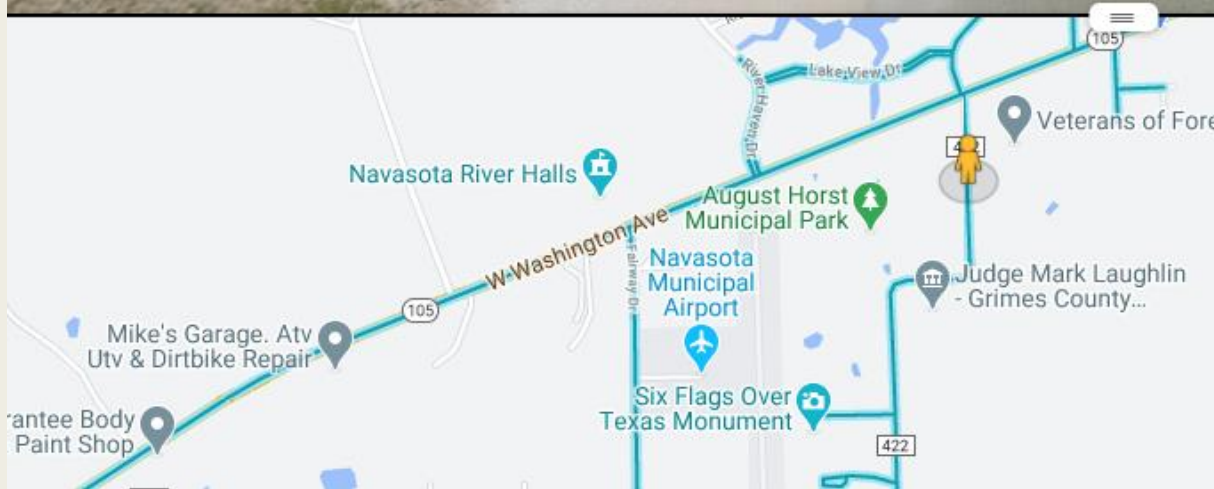 105
Lake View Dr
River Haven Dr
Veterans of Fore
Navasota River Halls
August Horst
Municipal Park
W Washington Ave
Fairway Dr
Navasota
Municipal
Airport
Judge Mark Laughlin
- Grimes County...
105
Mike's Garage. Atv
Utv & Dirtbike Repair
Six Flags Over
Texas Monument
rantee Body
Paint Shop
422